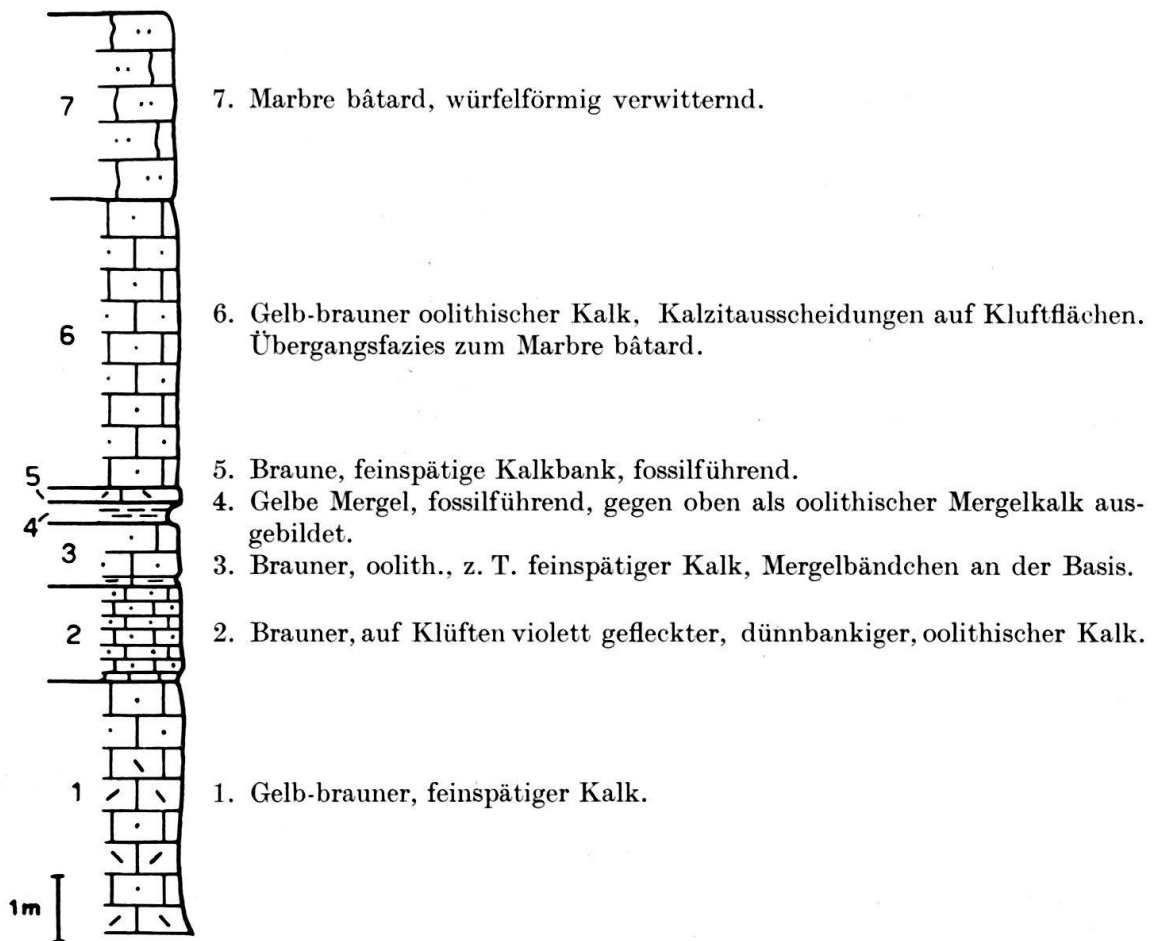 7
7. Marbre bâtard, würfelförmig verwitternd.
6
6. Gelb-brauner oolithischer Kalk, Kalzitausscheidungen auf Kluftflächen.
Übergangsfazies zum Marbre bâtard.
5
5. Braune, feinspätige Kalkbank, fossilführend.
4
4. Gelbe Mergel, fossilführend, gegen oben als oolithischer Mergelkalk aus-
gebildet.
3
3. Brauner, oolith., z. T. feinspätiger Kalk, Mergelbändchen an der Basis.
2
2. Brauner, auf Klüften violett gefleckter, dünnbankiger, oolithischer Kalk.
1
1. Gelb-brauner, feinspätiger Kalk.
1m